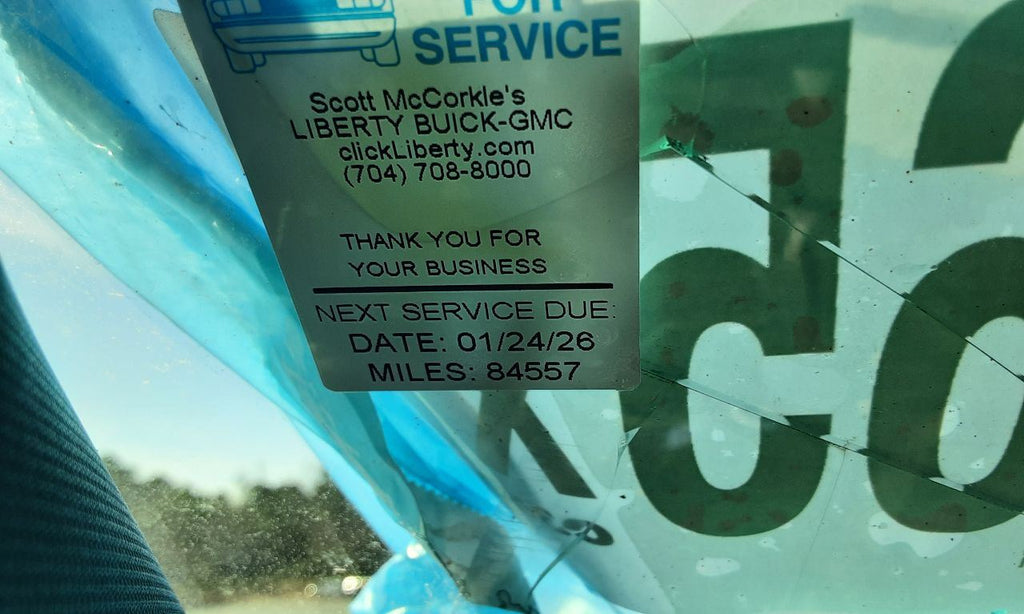 FOR
SERVICE
Scott McCorkle's
LIBERTY BUICK-GMC
clickLiberty.com
(704) 708-8000
THANK YOU FOR
YOUR BUSINESS
NEXT SERVICE DUE:
DATE: 01/24/26
MILES: 84557